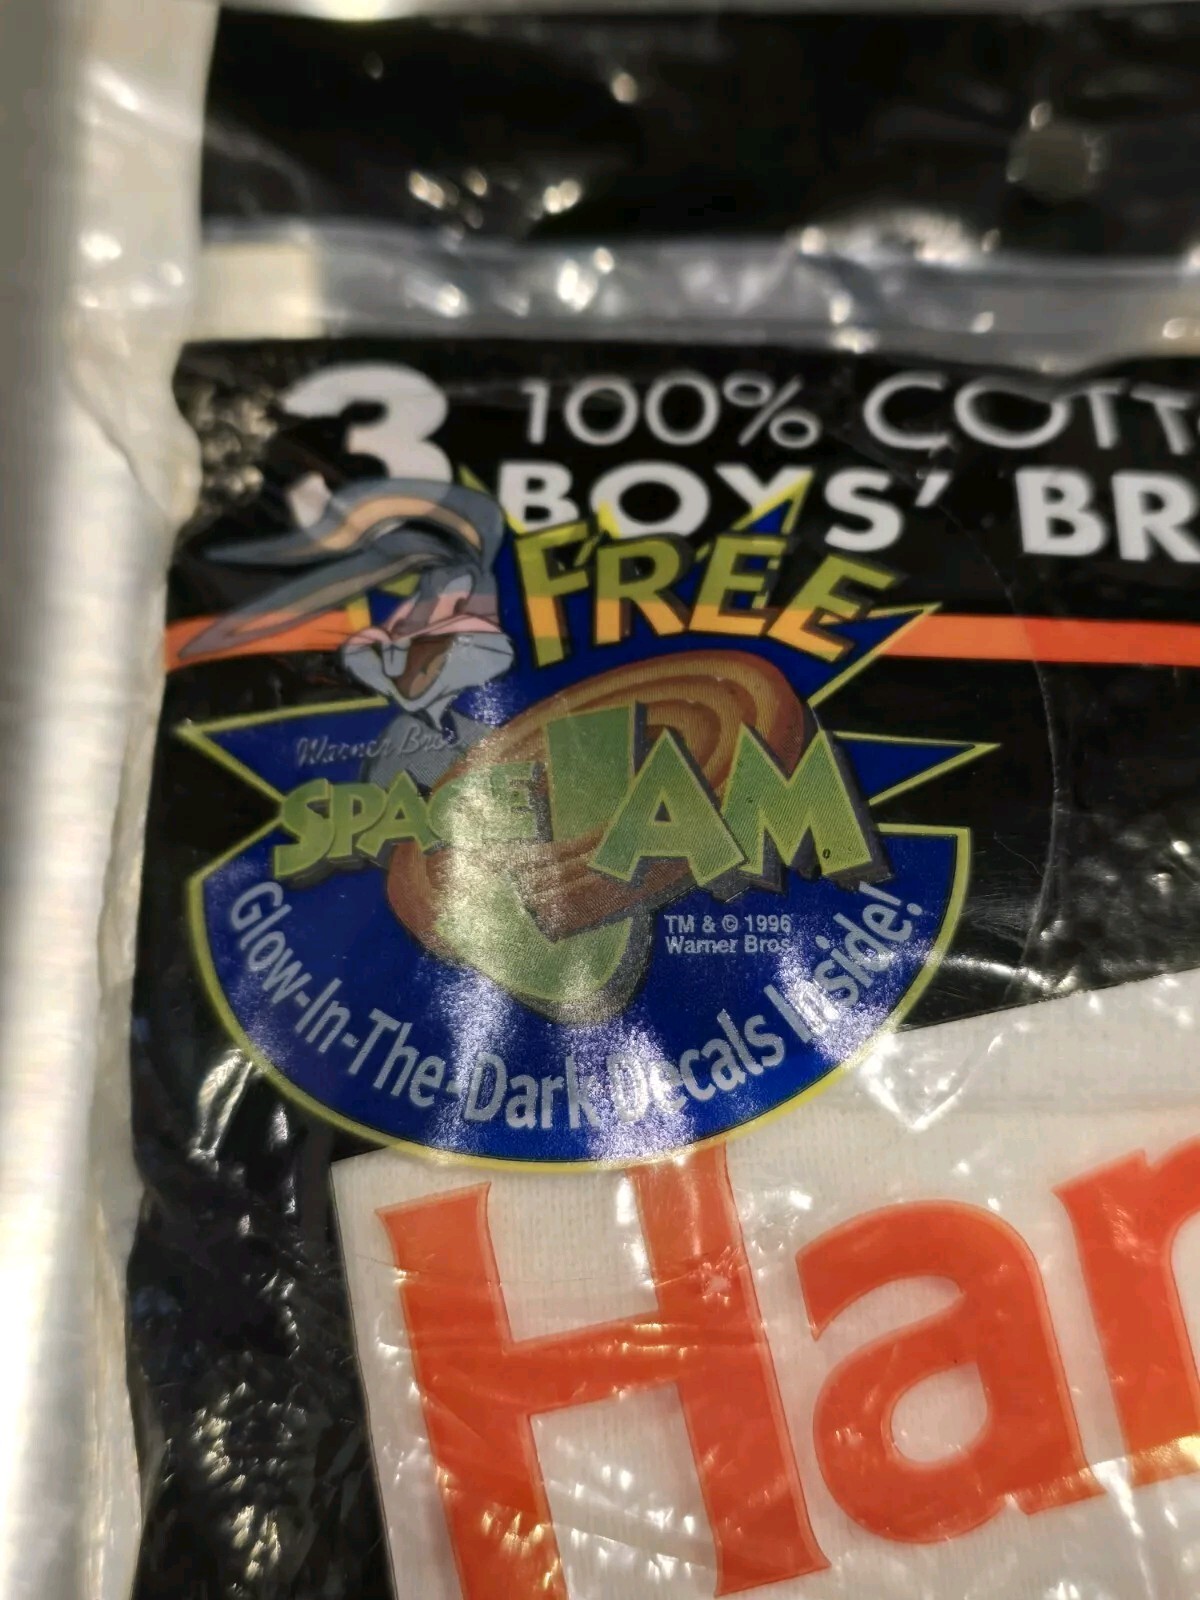 3 100% COTT
BOYS' BR
FREE
Warner Bros.
SPACE JAM
TM & © 1996
Warner Bros.
Glow-In-The-Dark Decals Inside!
Han